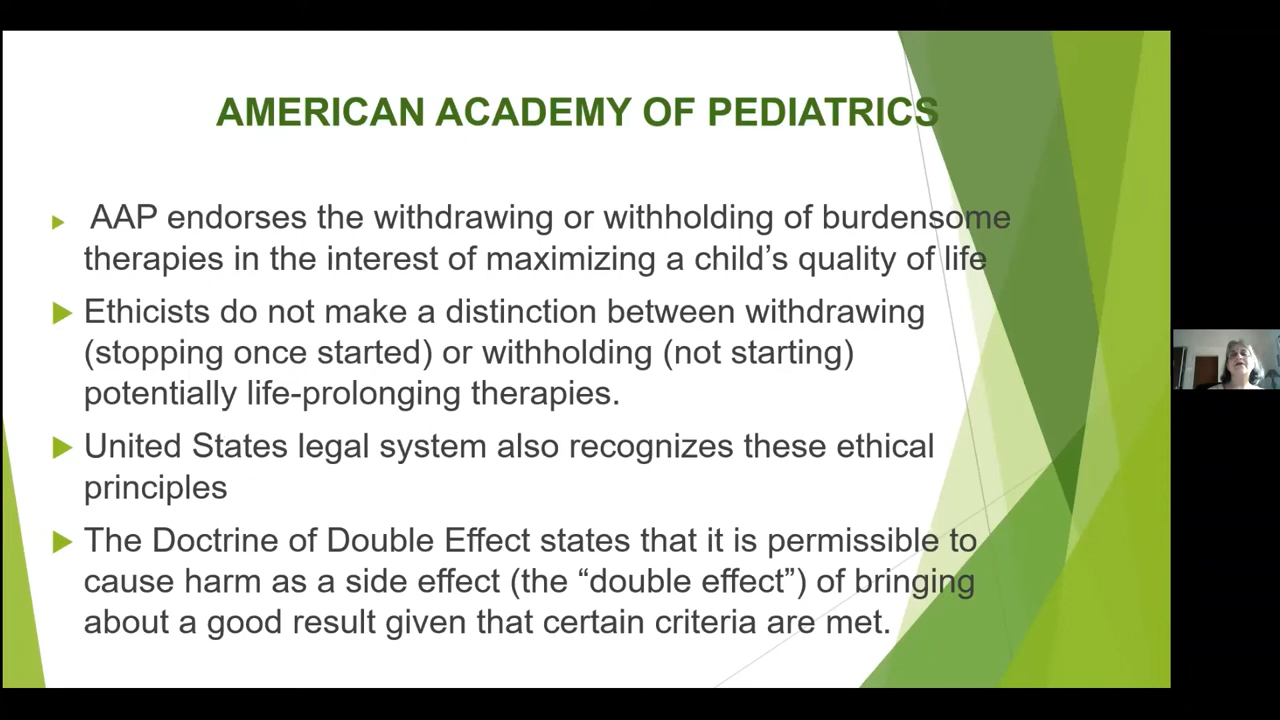 AMERICAN ACADEMY OF PEDIATRICS
AAP endorses the withdrawing or withholding of burdensome
therapies in the interest of maximizing a child’s quality of life
Ethicists do not make a distinction between withdrawing
(stopping once started) or withholding (not starting)
potentially life-prolonging therapies.
United States legal system also recognizes these ethical
principles
The Doctrine of Double Effect states that it is permissible to
cause harm as a side effect (the “double effect”) of bringing
about a good result given that certain criteria are met.